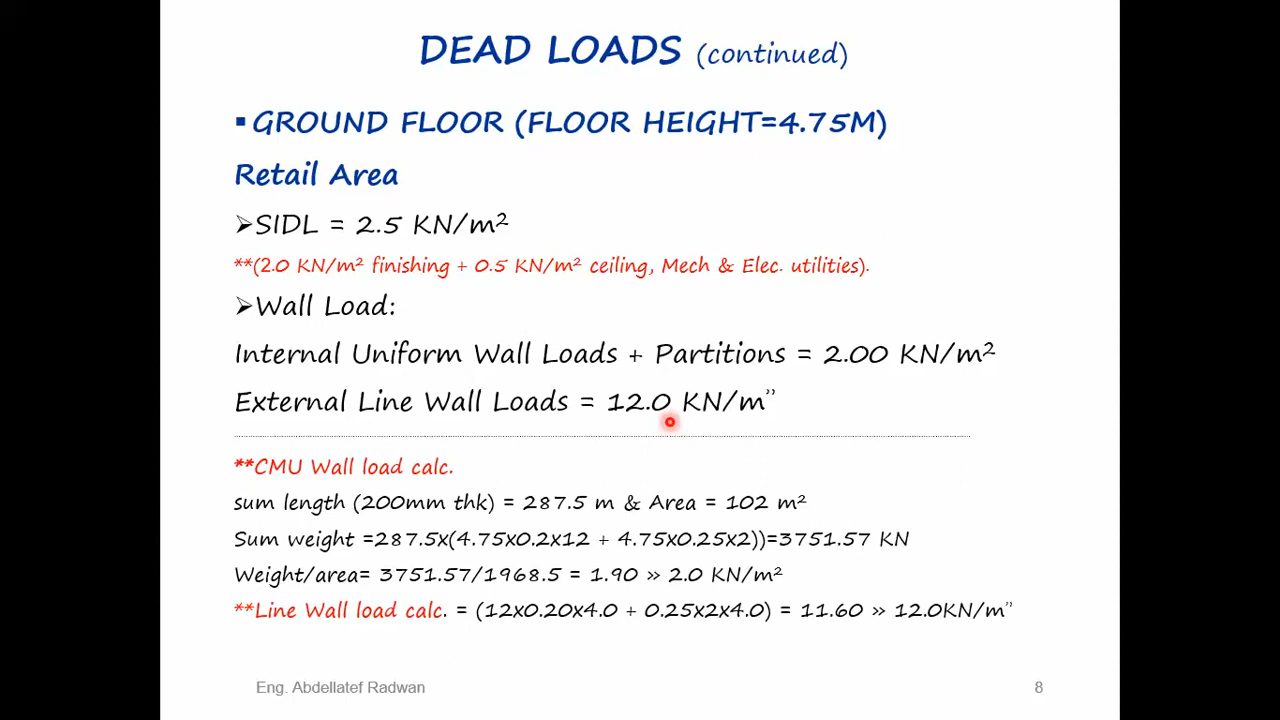 DEAD LOADS (continued)
▪ GROUND FLOOR (FLOOR HEIGHT=4.75M)
Retail Area
➢SIDL = 2.5 KN/m²
**(2.0 KN/m² finishing + 0.5 KN/m² ceiling, Mech & Elec. utilities).
➢Wall Load:
Internal Uniform Wall Loads + Partitions = 2.00 KN/m²
External Line Wall Loads = 12.0 KN/m”
**CMU Wall load calc.
sum length (200mm thk) = 287.5 m & Area = 102 m²
Sum weight =287.5x(4.75x0.2x12 + 4.75x0.25x2))=3751.57 KN
Weight/area= 3751.57/1968.5 = 1.90 » 2.0 KN/m²
**Line Wall load calc. = (12x0.20x4.0 + 0.25x2x4.0) = 11.60 » 12.0KN/m”
Eng. Abdellatef Radwan
8